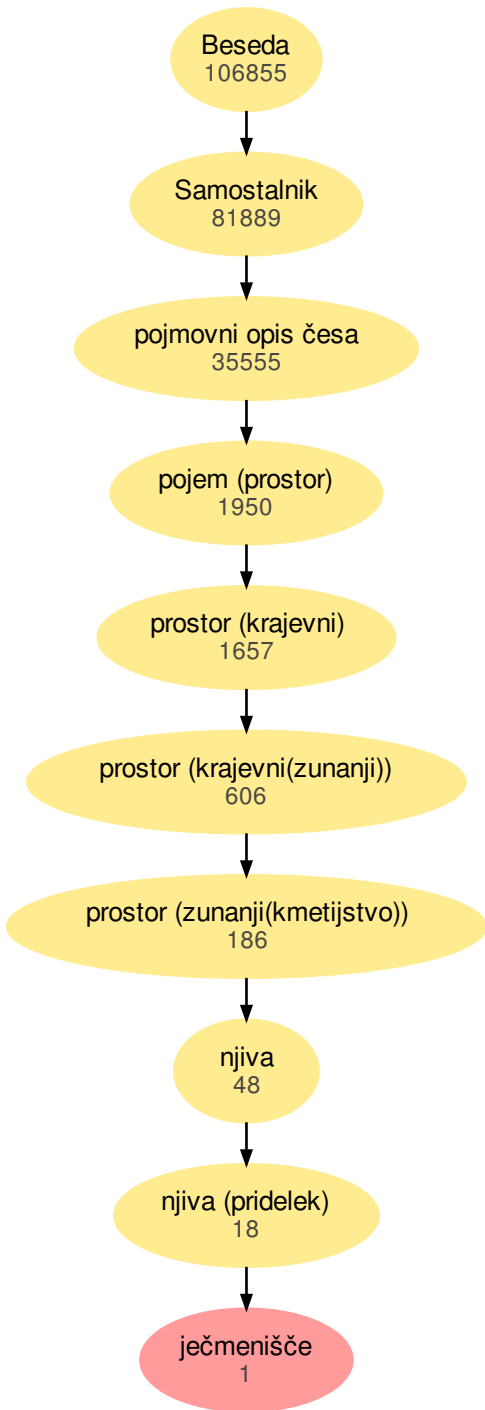 Beseda
106855
Samostalnik
81889
pojmovni opis česa
35555
pojem (prostor)
1950
prostor (krajevni)
1657
prostor (krajevni(zunanji))
606
prostor (zunanji(kmetijstvo))
186
njiva
48
njiva (pridelek)
18
ječmenišče
1